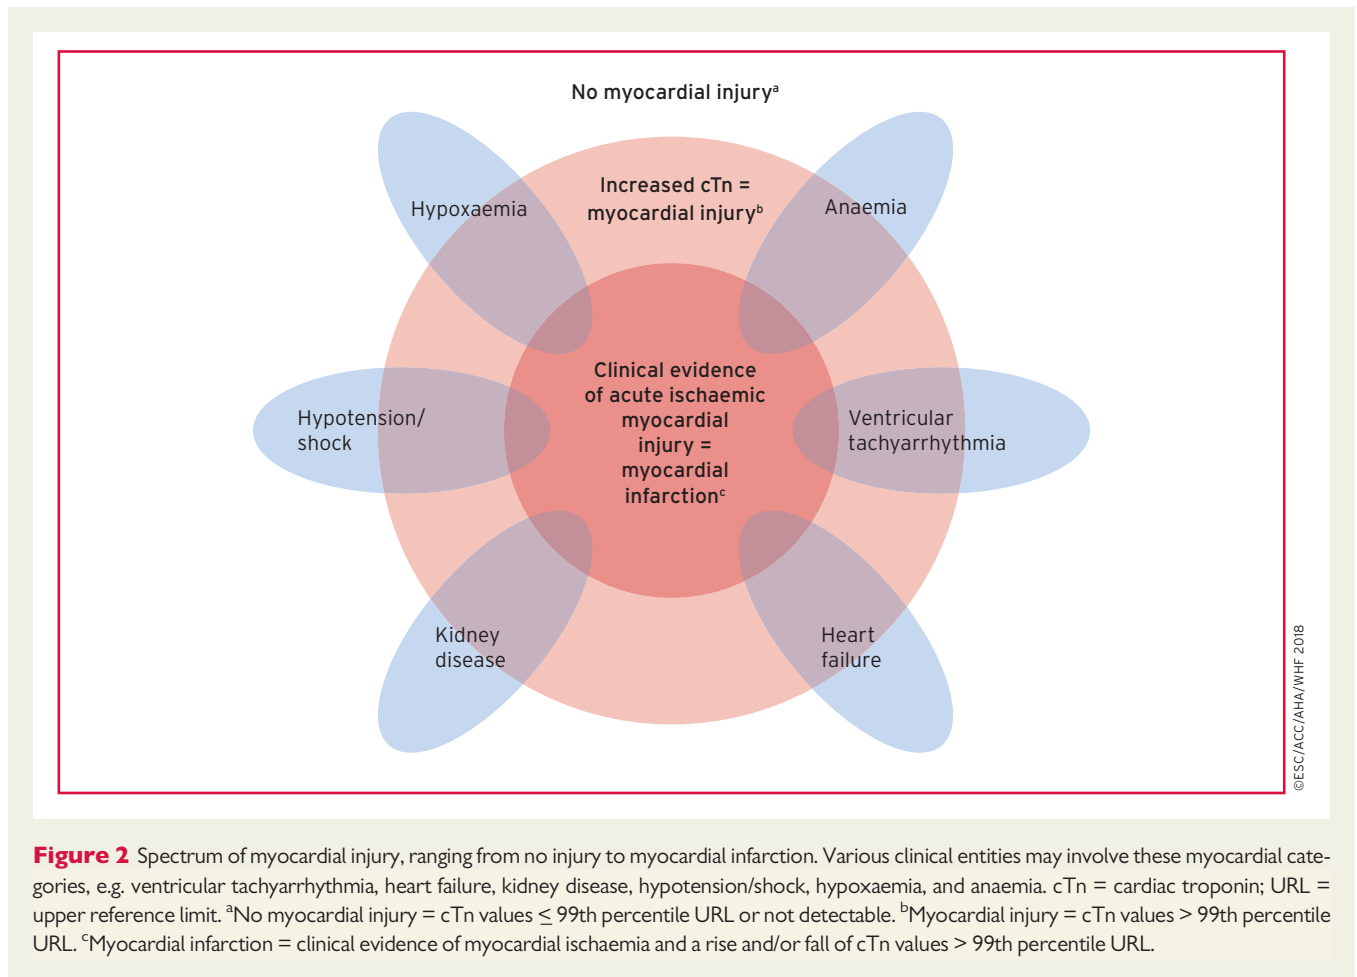 No myocardial injuryᵃ
Increased cTn =
myocardial injuryᵇ
Hypoxaemia
Anaemia
Clinical evidence
of acute ischaemic
myocardial
injury =
myocardial
infarctionᶜ
Hypotension/
shock
Ventricular
tachyarrhythmia
Kidney
disease
Heart
failure
©ESC/ACC/AHA/WHF 2018
Figure 2 Spectrum of myocardial injury, ranging from no injury to myocardial infarction. Various clinical entities may involve these myocardial cate-
gories, e.g. ventricular tachyarrhythmia, heart failure, kidney disease, hypotension/shock, hypoxaemia, and anaemia. cTn = cardiac troponin; URL =
upper reference limit. ᵃNo myocardial injury = cTn values ≤ 99th percentile URL or not detectable. ᵇMyocardial injury = cTn values > 99th percentile
URL. ᶜMyocardial infarction = clinical evidence of myocardial ischaemia and a rise and/or fall of cTn values > 99th percentile URL.